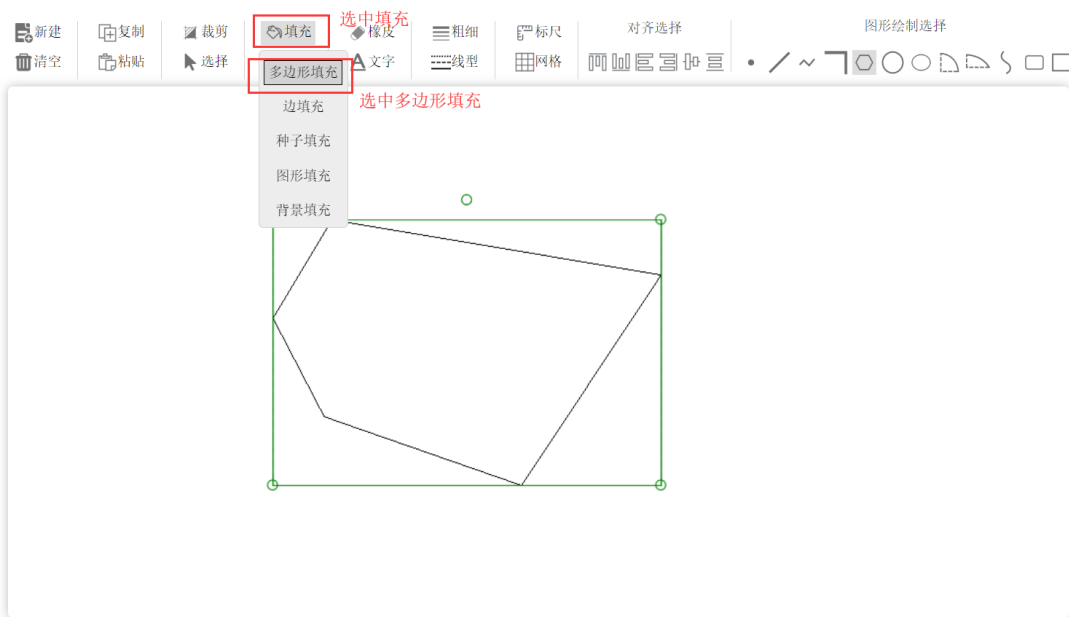 新建 复制 裁剪 填充 选中填充 橡皮 粗细 标尺 对齐选择 图形绘制选择
清空 粘贴 选择 多边形填充 文字 线型 网格
选中多边形填充
边填充
种子填充
图形填充
背景填充